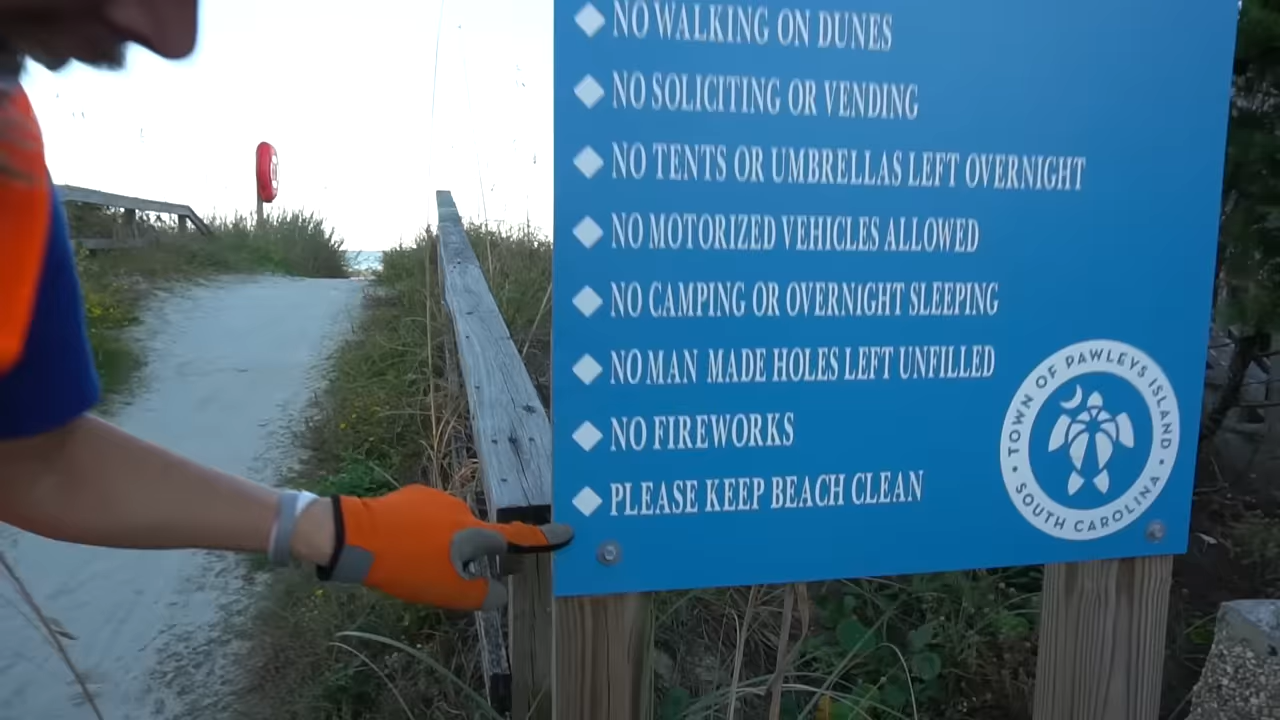 NO WALKING ON DUNES
NO SOLICITING OR VENDING
NO TENTS OR UMBRELLAS LEFT OVERNIGHT
NO MOTORIZED VEHICLES ALLOWED
NO CAMPING OR OVERNIGHT SLEEPING
NO MAN MADE HOLES LEFT UNFILLED
NO FIREWORKS
PLEASE KEEP BEACH CLEAN
TOWN OF PAWLEYS ISLAND
SOUTH CAROLINA